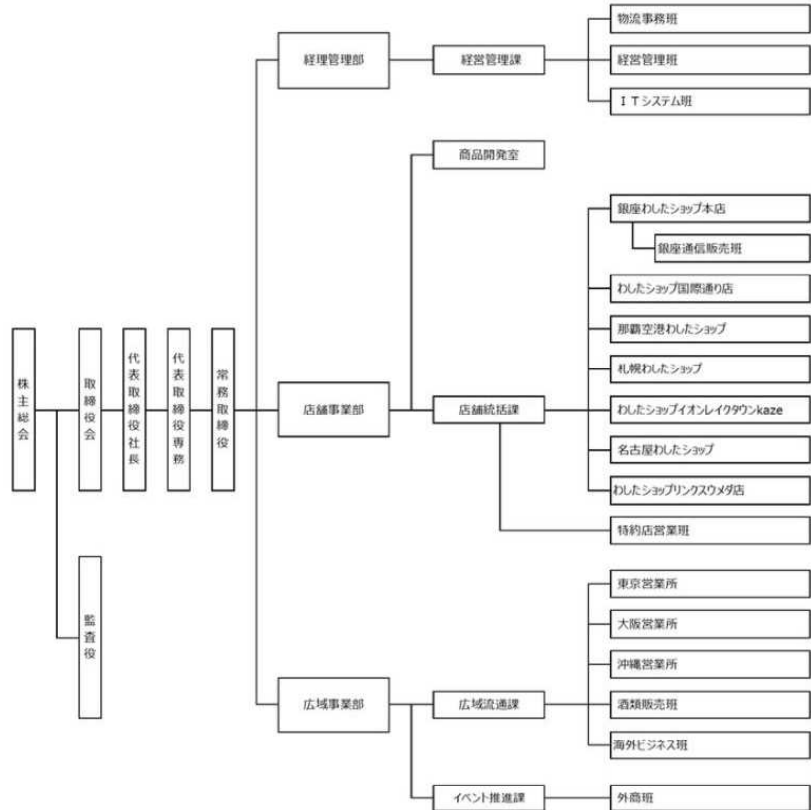 株主総会
取締役会
代表取締役社長
代表取締役専務
常務取締役
監査役
経理管理部
経営管理課
物流事務班
経営管理班
ＩＴシステム班
店舗事業部
商品開発室
店舗統括課
銀座わしたショップ本店
銀座通信販売班
わしたショップ国際通り店
那覇空港わしたショップ
札幌わしたショップ
わしたショップイオンレイクタウンkaze
名古屋わしたショップ
わしたショップリンクスウメダ店
特約店営業班
広域事業部
広域流通課
東京営業所
大阪営業所
沖縄営業所
酒類販売班
海外ビジネス班
イベント推進課
外商班